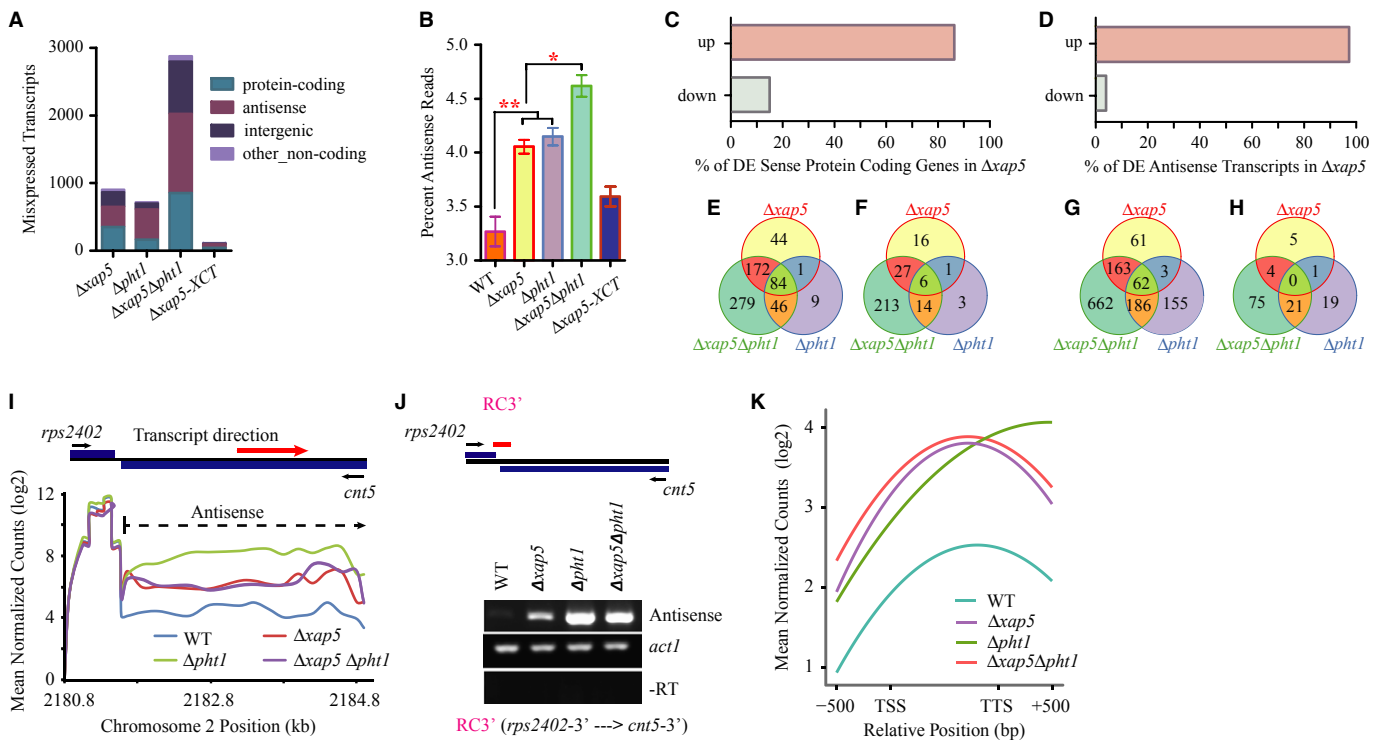 A
3000
2000
1000
0
Misxpressed Transcripts
protein-coding
antisense
intergenic
other_non-coding
Δxap5
Δpht1
Δxap5Δpht1
Δxap5-XCT
B
5.0
4.5
4.0
3.5
3.0
Percent Antisense Reads
**
*
WT
Δxap5
Δpht1
Δxap5Δpht1
Δxap5-XCT
C
up
down
0 20 40 60 80 100
% of DE Sense Protein Coding Genes in Δxap5
D
up
down
0 20 40 60 80 100
% of DE Antisense Transcripts in Δxap5
E
Δxap5
44
172 1
84
279 46 9
Δxap5Δpht1 Δpht1
F
Δxap5
16
27 1
6
213 14 3
Δxap5Δpht1 Δpht1
G
Δxap5
61
163 3
62
662 186 155
Δxap5Δpht1 Δpht1
H
Δxap5
5
4 1
0
75 21 19
Δxap5Δpht1 Δpht1
I
rps2402
Transcript direction
cnt5
12
8
4
0
Mean Normalized Counts (log2)
Antisense
WT Δxap5
Δpht1 Δxap5 Δpht1
2180.8 2182.8 2184.8
Chromosome 2 Position (kb)
J
RC3'
rps2402
cnt5
WT
Δxap5
Δpht1
Δxap5Δpht1
Antisense
act1
-RT
RC3' (rps2402-3' ---> cnt5-3')
K
4
3
2
1
Mean Normalized Counts (log2)
WT
Δxap5
Δpht1
Δxap5Δpht1
−500 TSS TTS +500
Relative Position (bp)